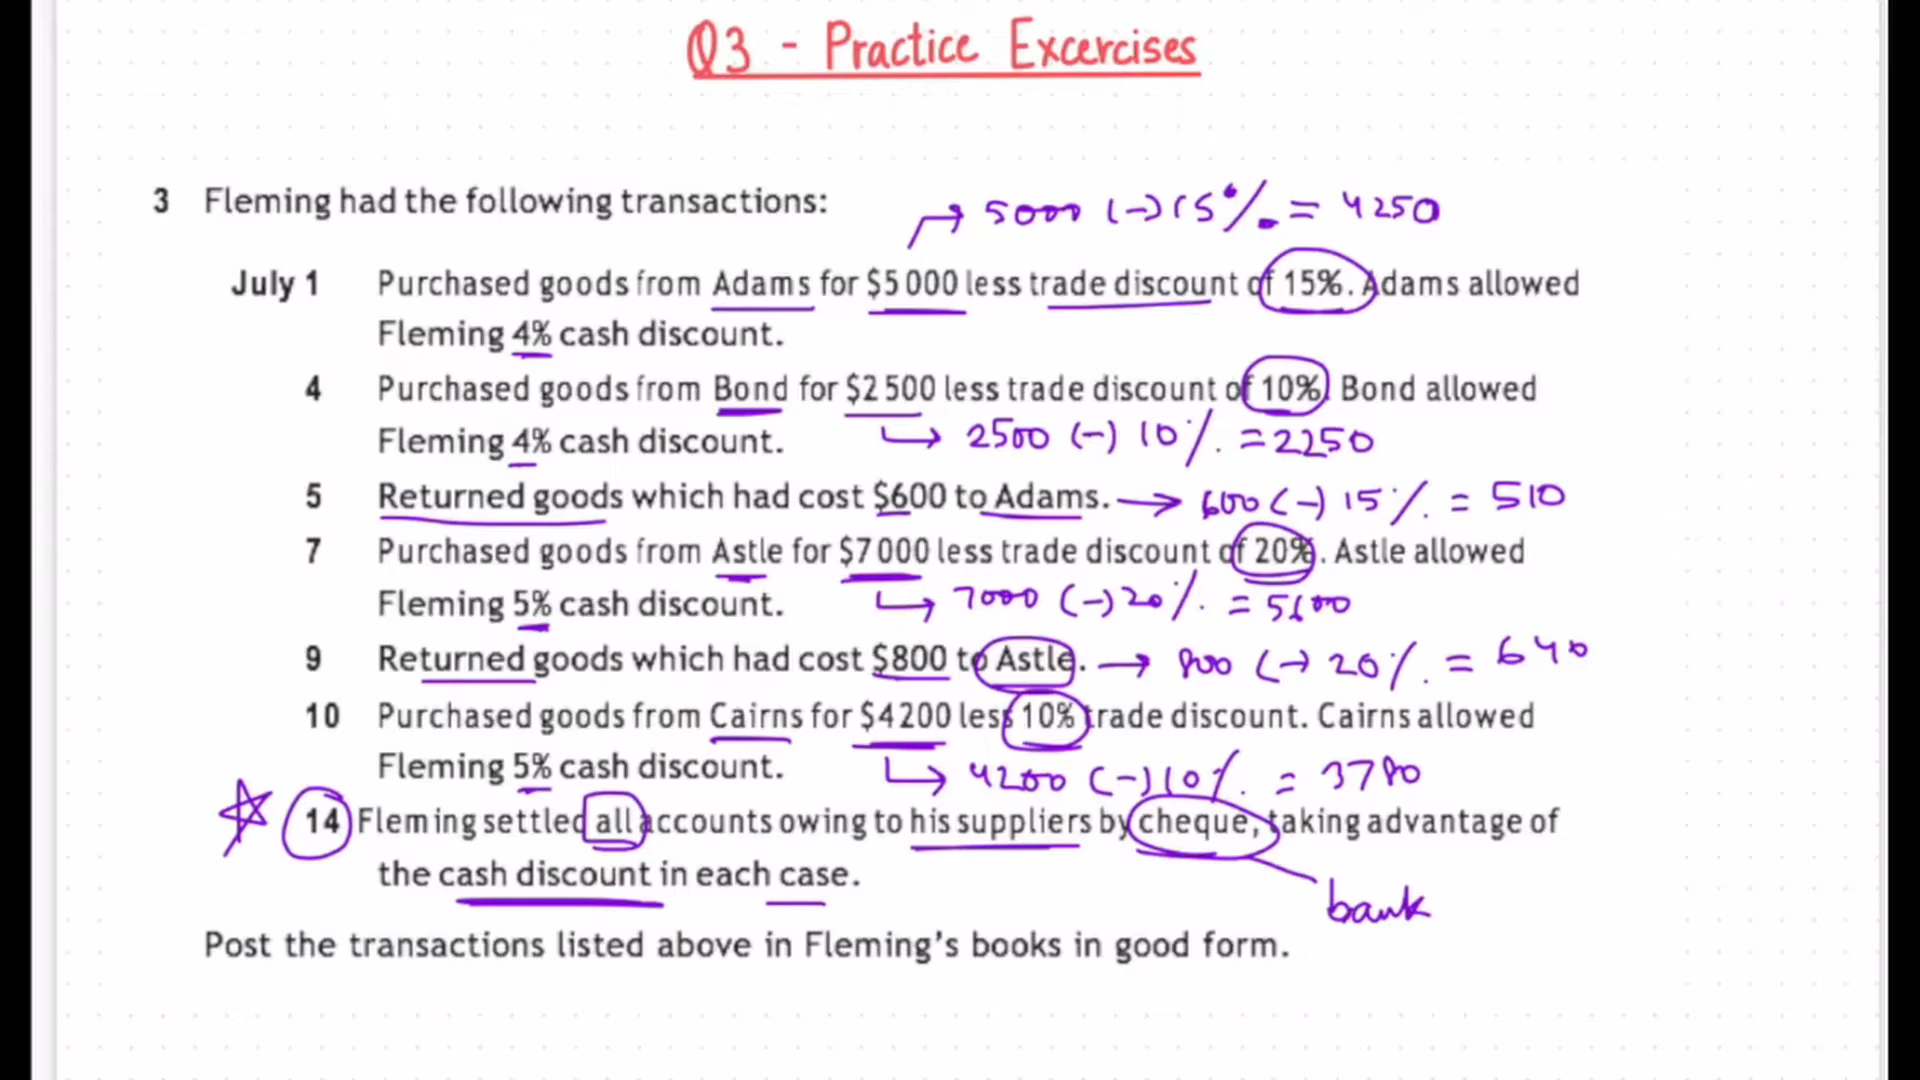 Q3 - Practice Excercises
3 Fleming had the following transactions:
→ 5000 (-) 15% = 4250
July 1 Purchased goods from Adams for $5 000 less trade discount of 15%. Adams allowed
Fleming 4% cash discount.
4 Purchased goods from Bond for $2 500 less trade discount of 10%. Bond allowed
Fleming 4% cash discount. → 2500 (-) 10% = 2250
5 Returned goods which had cost $600 to Adams. → 600 (-) 15% = 510
7 Purchased goods from Astle for $7 000 less trade discount of 20%. Astle allowed
Fleming 5% cash discount. → 7000 (-) 20% = 5600
9 Returned goods which had cost $800 to Astle. → 800 (-) 20% = 640
10 Purchased goods from Cairns for $4 200 less 10% trade discount. Cairns allowed
Fleming 5% cash discount. → 4200 (-) 10% = 3780
14 Fleming settled all accounts owing to his suppliers by cheque, taking advantage of
the cash discount in each case.
bank
Post the transactions listed above in Fleming's books in good form.